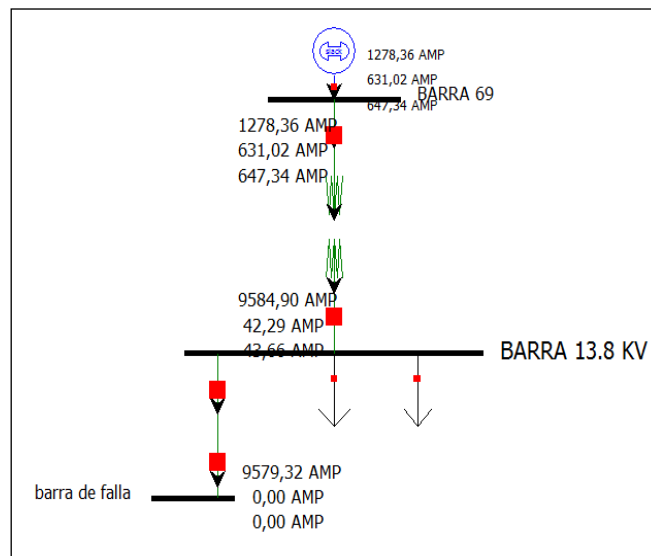 slack
1278,36 AMP
631,02 AMP
647,34 AMP
BARRA 69
1278,36 AMP
631,02 AMP
647,34 AMP
9584,90 AMP
42,29 AMP
43,66 AMP
BARRA 13.8 KV
9579,32 AMP
barra de falla
0,00 AMP
0,00 AMP